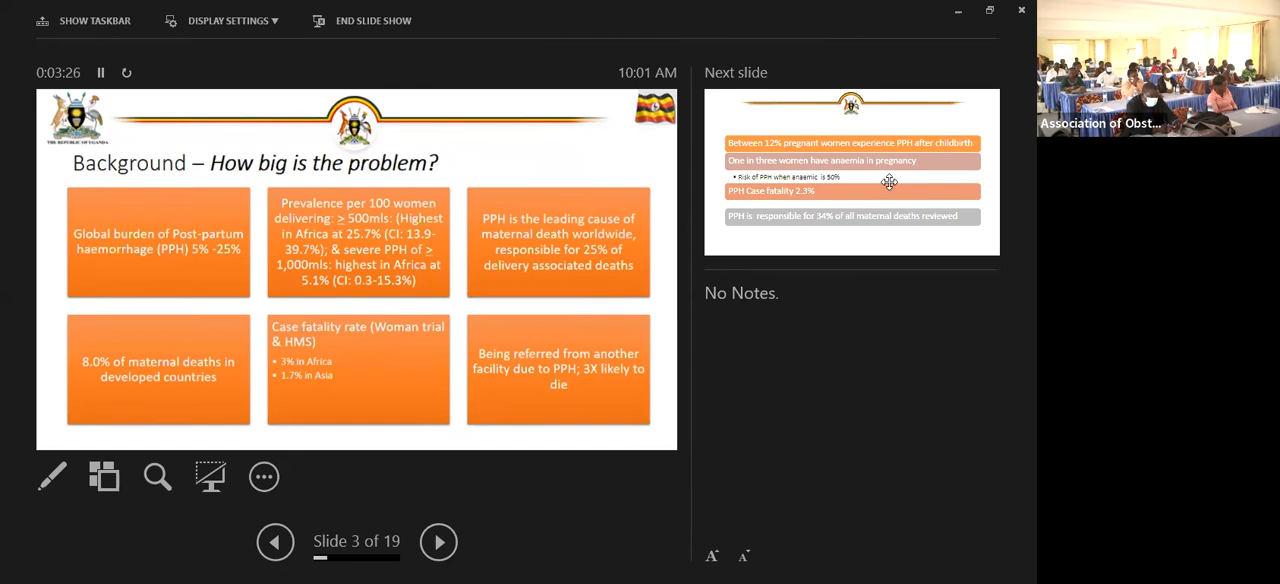 SHOW TASKBAR
DISPLAY SETTINGS ▼
END SLIDE SHOW
0:03:26
10:01 AM
THE REPUBLIC OF UGANDA
Background – How big is the problem?
Global burden of Post-partum
haemorrhage (PPH) 5% -25%
Prevalence per 100 women
delivering: > 500mls: (Highest
in Africa at 25.7% (CI: 13.9-
39.7%); & severe PPH of >
1,000mls: highest in Africa at
5.1% (CI: 0.3-15.3%)
PPH is the leading cause of
maternal death worldwide,
responsible for 25% of
delivery associated deaths
8.0% of maternal deaths in
developed countries
Case fatality rate (Woman trial
& HMS)
• 3% in Africa
• 1.7% in Asia
Being referred from another
facility due to PPH; 3X likely to
die
Slide 3 of 19
Next slide
Between 12% pregnant women experience PPH after childbirth
One in three women have anaemia in pregnancy
• Risk of PPH when anaemic is 50%
PPH Case fatality 2.3%
PPH is responsible for 34% of all maternal deaths reviewed
No Notes.
A A
Association of Obst...